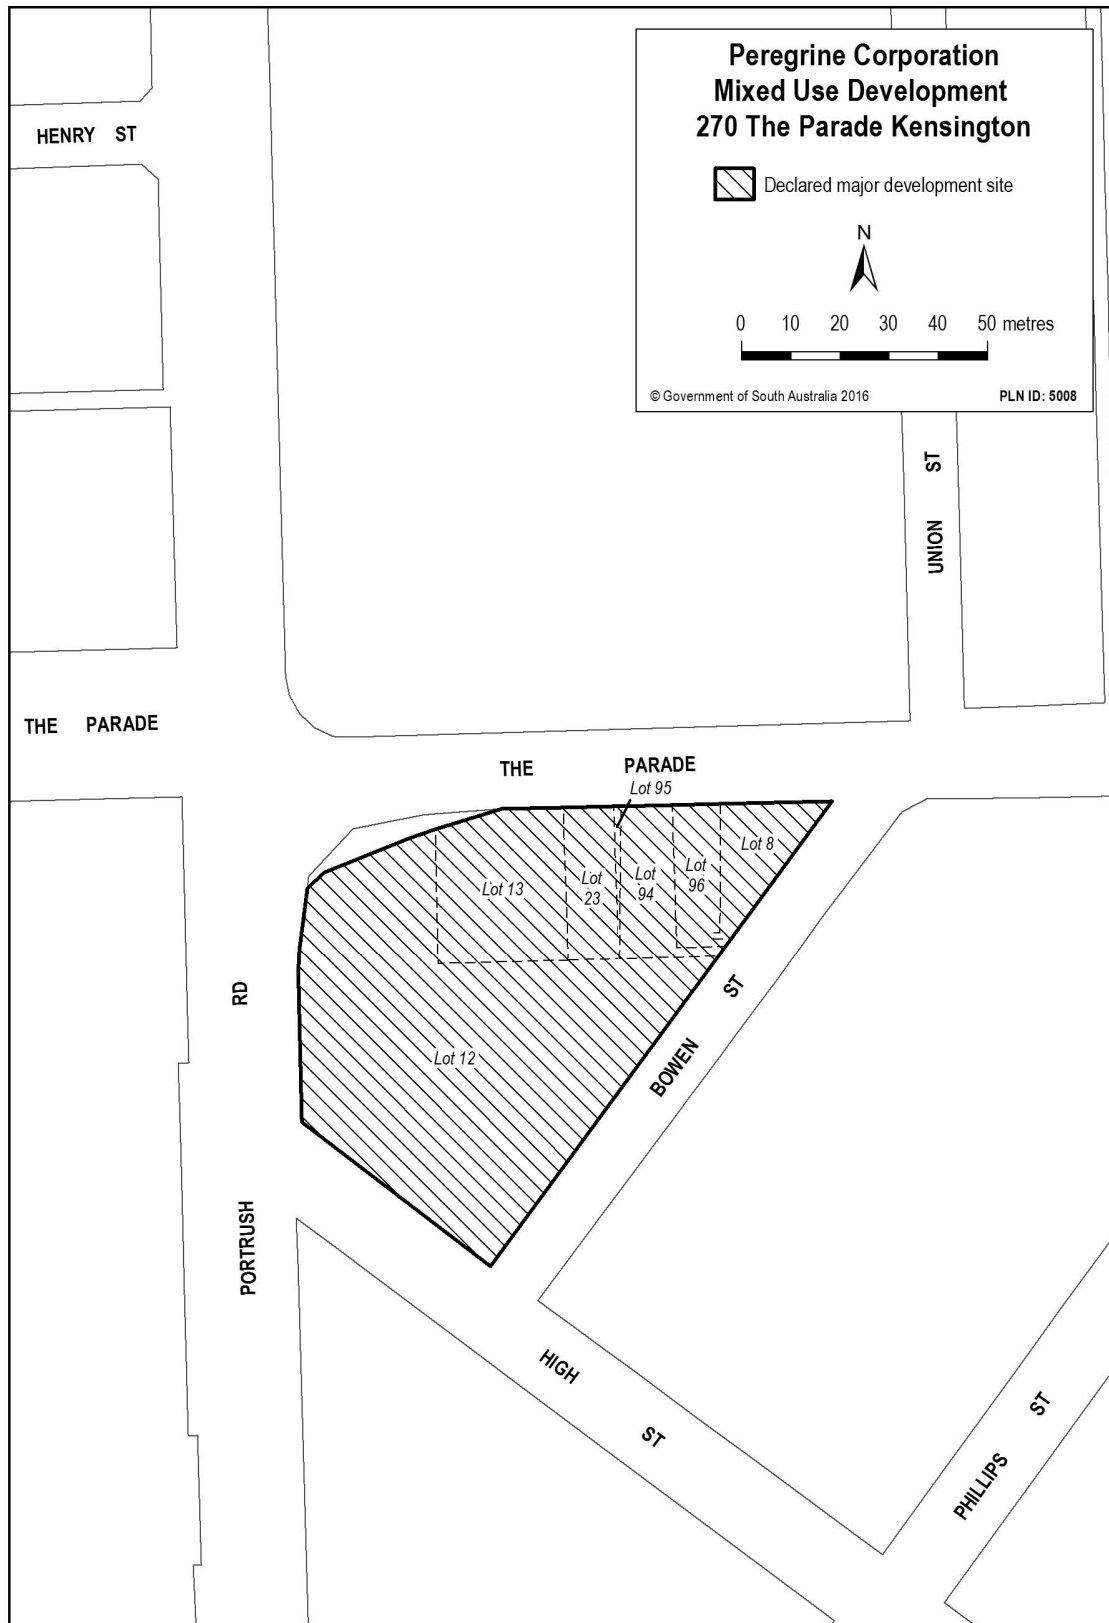 Peregrine Corporation
Mixed Use Development
270 The Parade Kensington
Declared major development site
N
0 10 20 30 40 50 metres
© Government of South Australia 2016 PLN ID: 5008
HENRY ST
UNION ST
THE PARADE
THE PARADE
Lot 95
Lot 8
Lot 13
Lot 23
Lot 94
Lot 96
Lot 12
PORTRUSH RD
BOWEN ST
HIGH ST
PHILLIPS ST